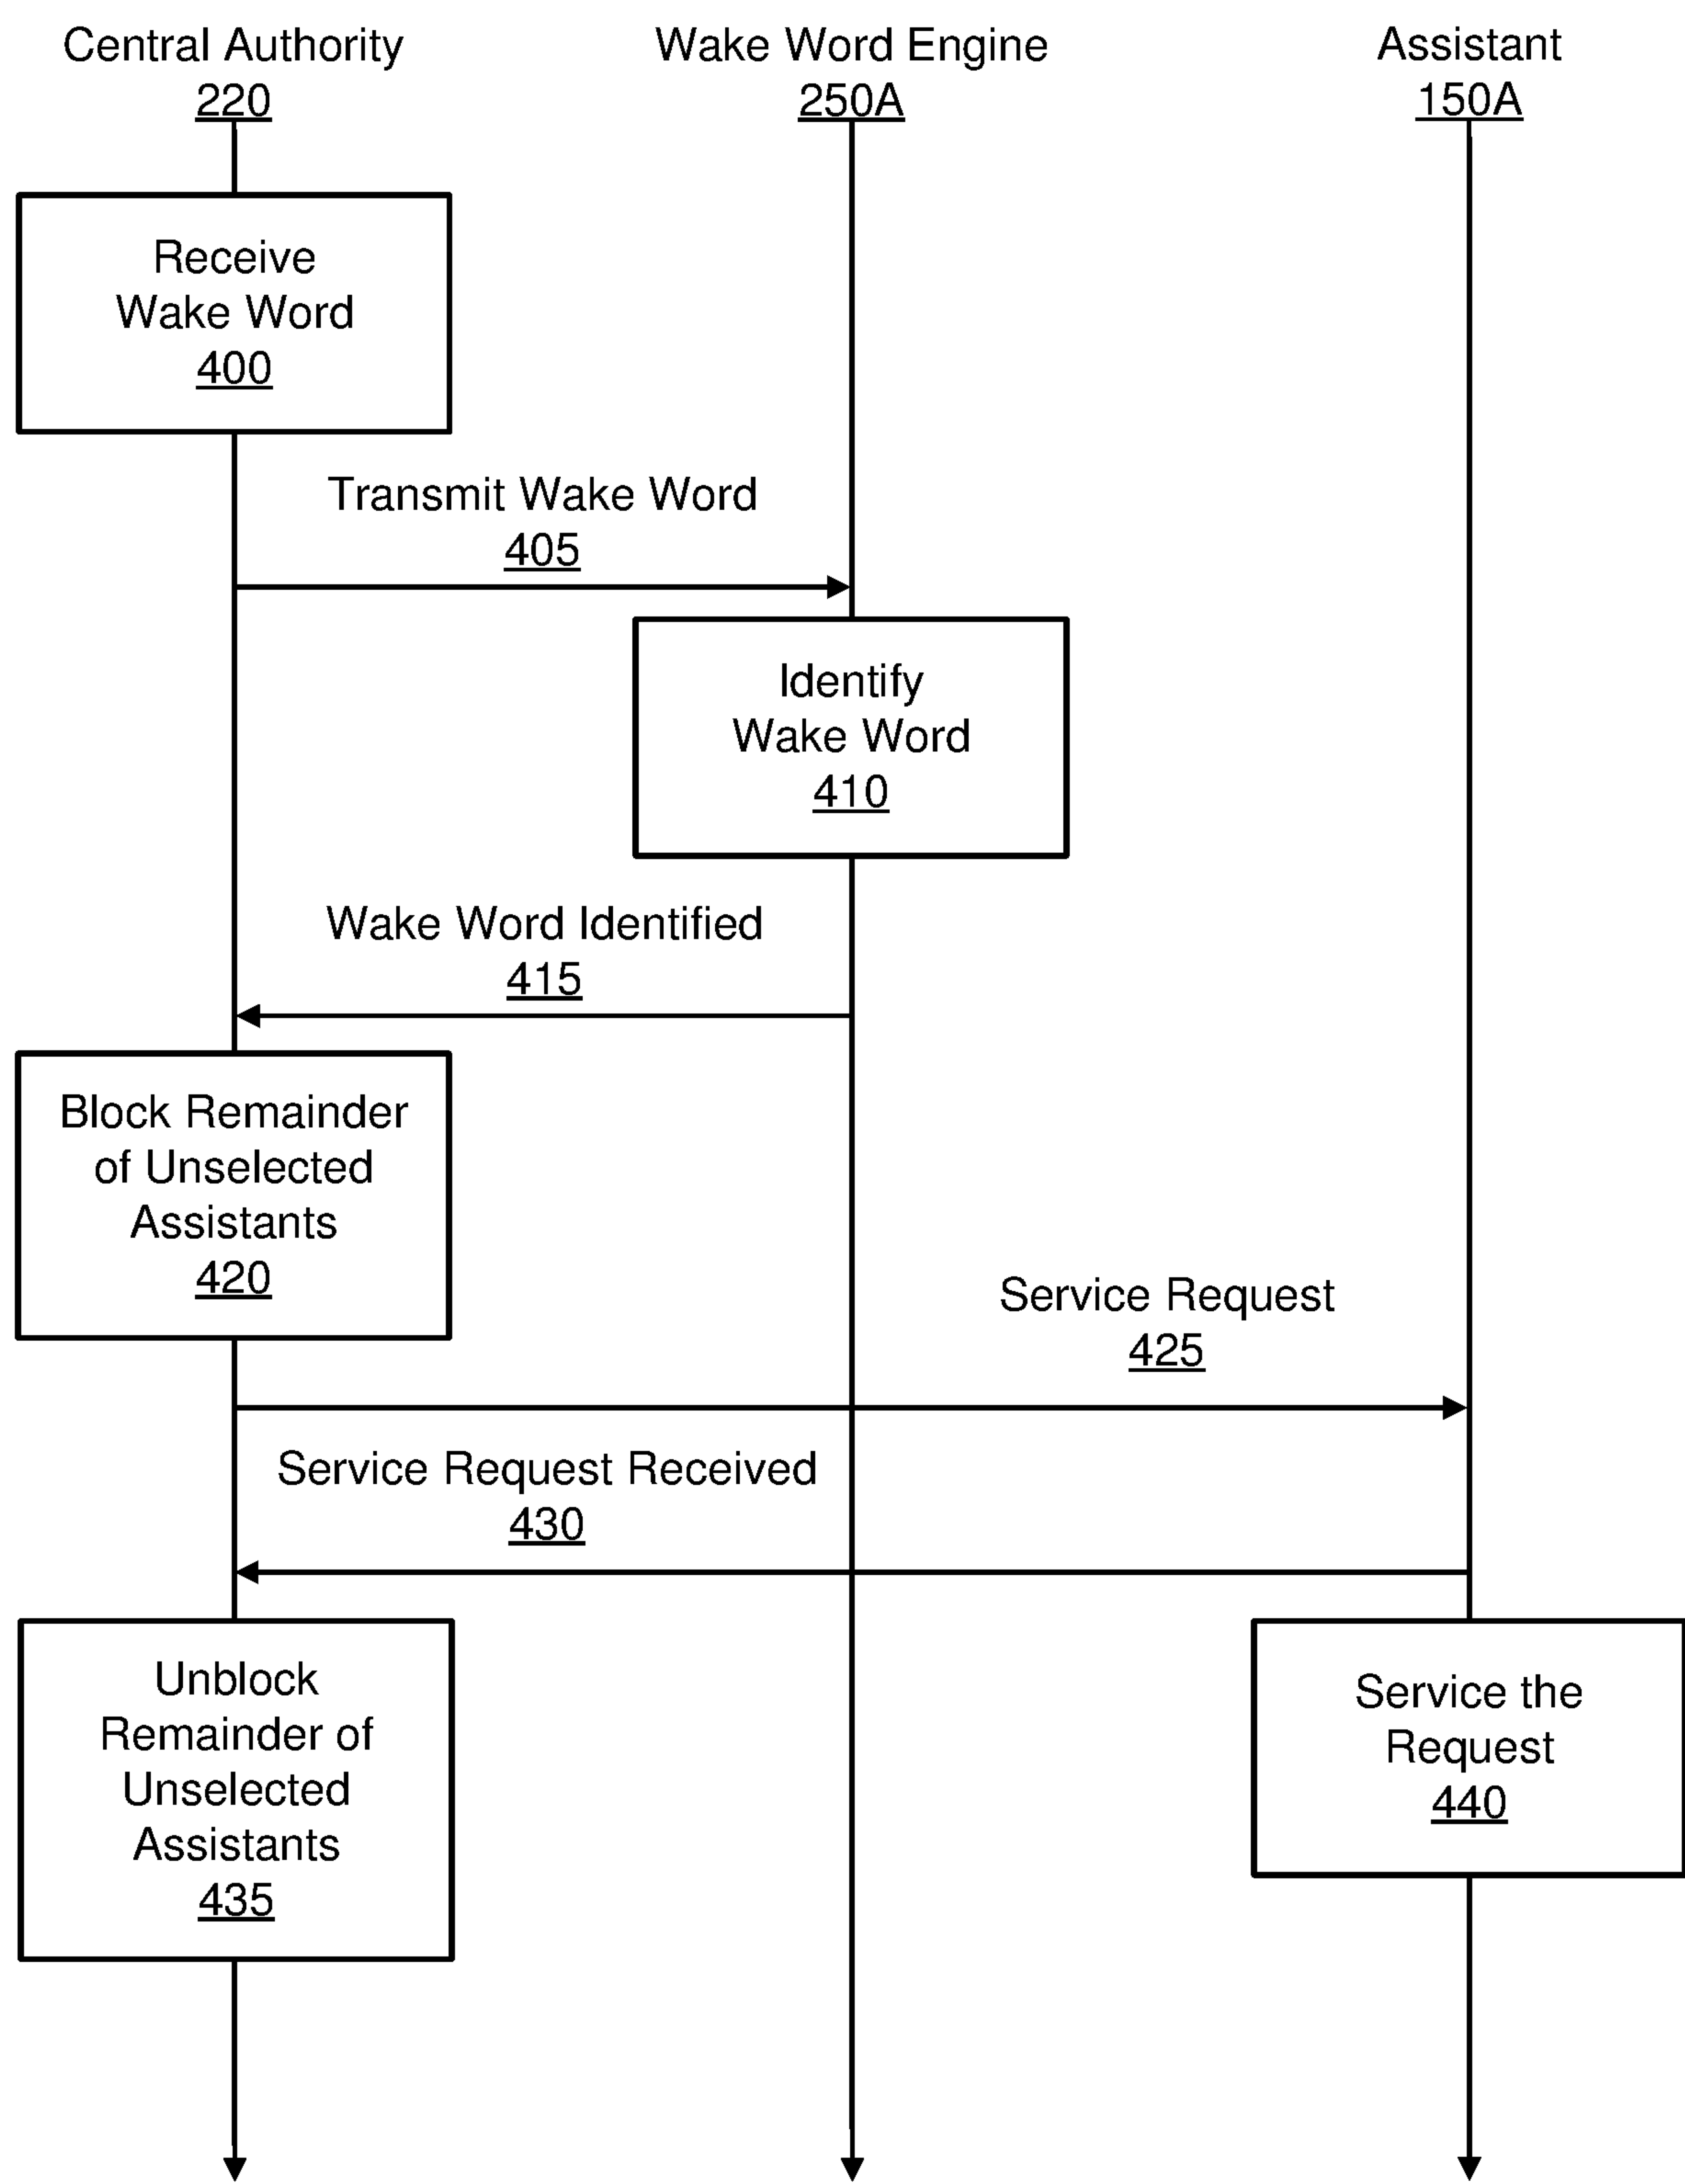 Central Authority
220
Wake Word Engine
250A
Assistant
150A
Receive
Wake Word
400
Transmit Wake Word
405
Identify
Wake Word
410
Wake Word Identified
415
Block Remainder
of Unselected
Assistants
420
Service Request
425
Service Request Received
430
Unblock
Remainder of
Unselected
Assistants
435
Service the
Request
440